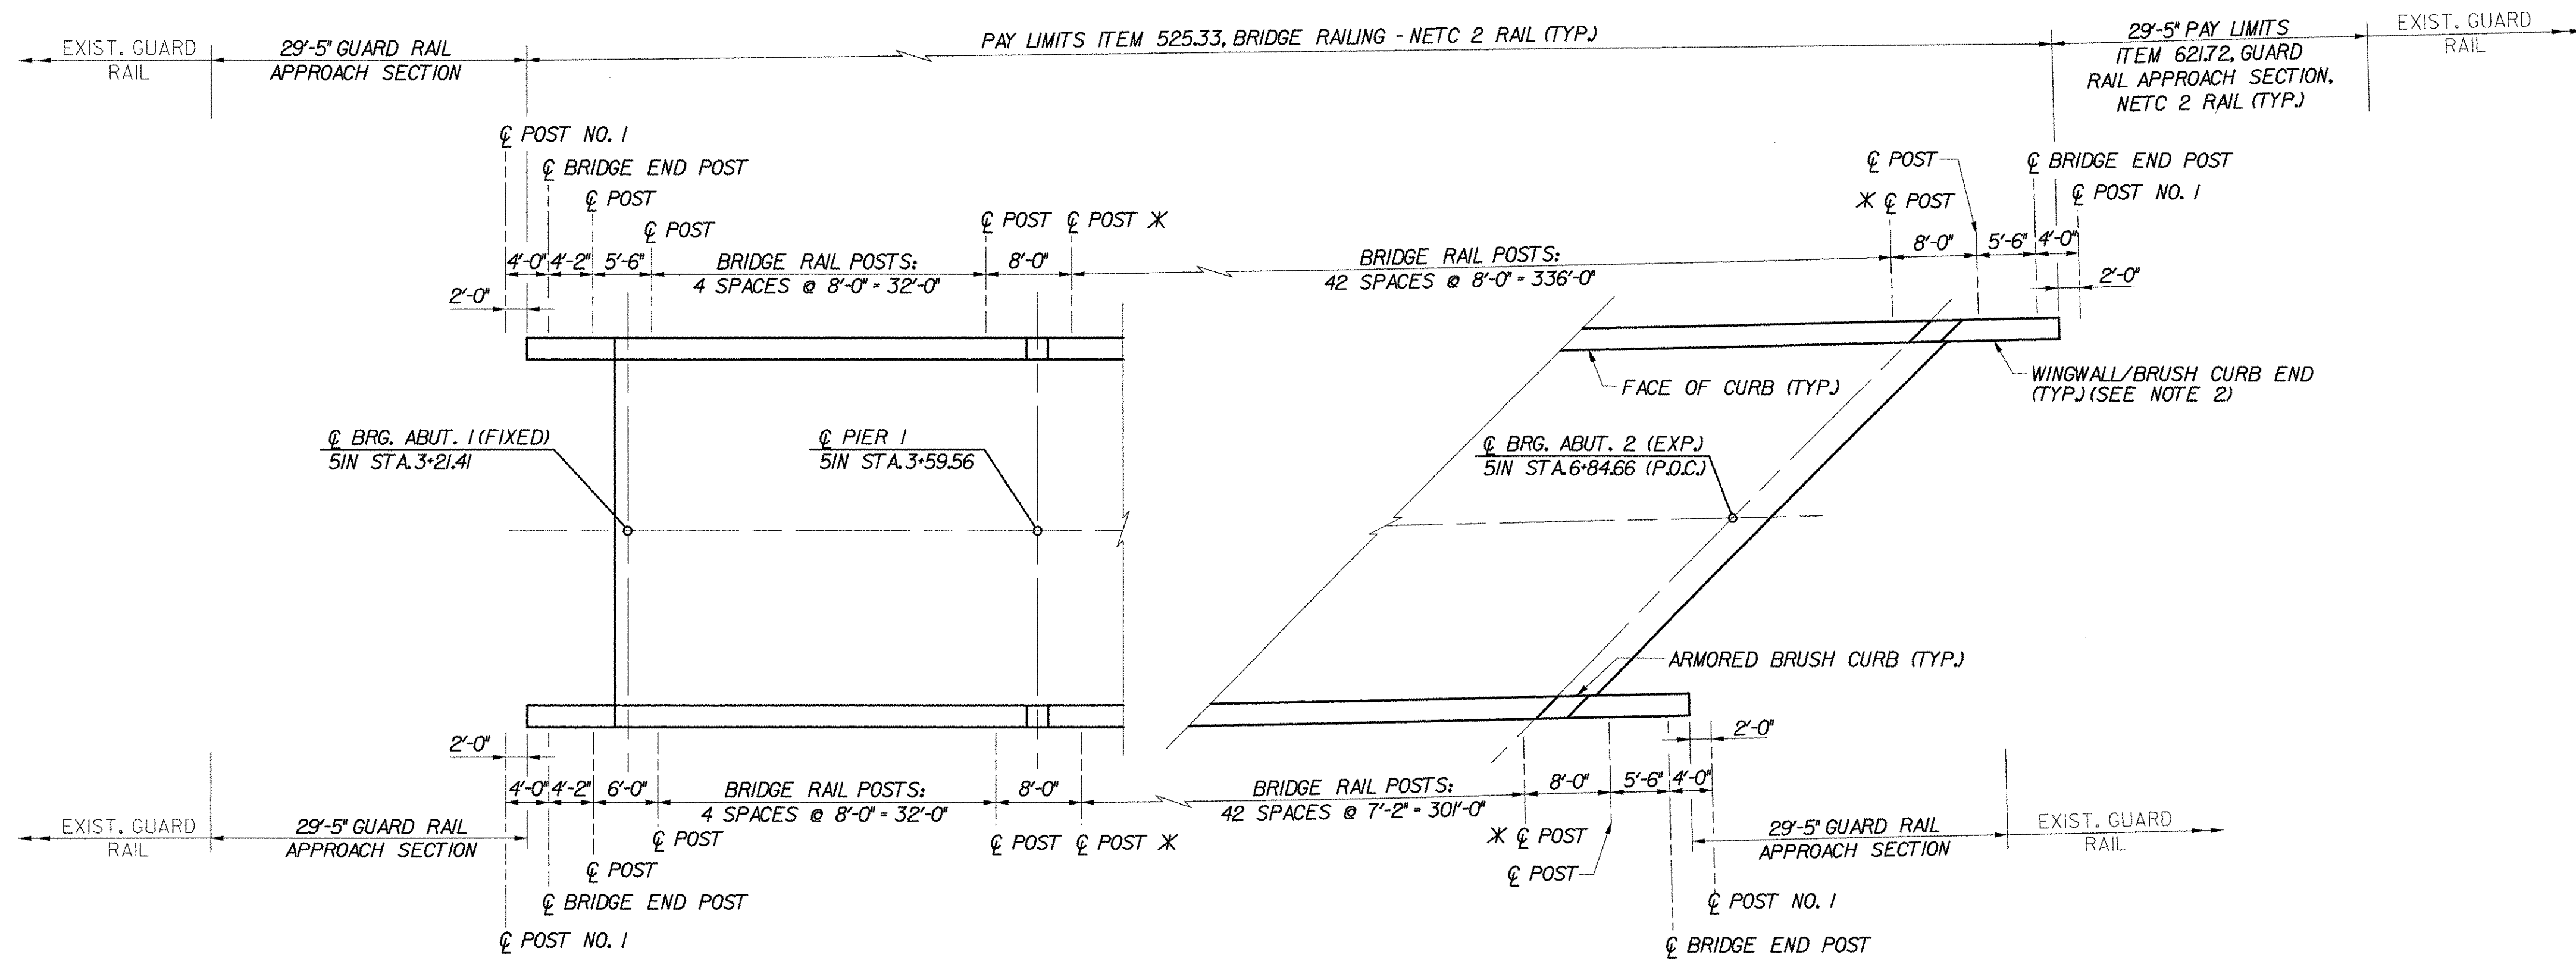 EXIST. GUARD
RAIL
29'-5" GUARD RAIL
APPROACH SECTION
PAY LIMITS ITEM 525.33, BRIDGE RAILING - NETC 2 RAIL (TYP.)
29'-5" PAY LIMITS
ITEM 621.72, GUARD
RAIL APPROACH SECTION,
NETC 2 RAIL (TYP.)
EXIST. GUARD
RAIL
℄ POST NO. 1
℄ BRIDGE END POST
℄ POST
℄ POST
℄ POST
℄ POST Ж
℄ POST
Ж ℄ POST
℄ BRIDGE END POST
℄ POST NO. 1
4'-0"
4'-2"
5'-6"
BRIDGE RAIL POSTS:
4 SPACES @ 8'-0" = 32'-0"
8'-0"
BRIDGE RAIL POSTS:
42 SPACES @ 8'-0" = 336'-0"
8'-0"
5'-6"
4'-0"
2'-0"
2'-0"
FACE OF CURB (TYP.)
WINGWALL/BRUSH CURB END
(TYP.) (SEE NOTE 2)
℄ BRG. ABUT. 1 (FIXED)
51N STA. 3+21.41
℄ PIER 1
51N STA. 3+59.56
℄ BRG. ABUT. 2 (EXP.)
51N STA. 6+84.66 (P.O.C.)
ARMORED BRUSH CURB (TYP.)
2'-0"
2'-0"
4'-0"
4'-2"
6'-0"
BRIDGE RAIL POSTS:
4 SPACES @ 8'-0" = 32'-0"
8'-0"
BRIDGE RAIL POSTS:
42 SPACES @ 7'-2" = 301'-0"
8'-0"
5'-6"
4'-0"
EXIST. GUARD
RAIL
29'-5" GUARD RAIL
APPROACH SECTION
℄ POST
℄ POST
℄ POST Ж
Ж ℄ POST
29'-5" GUARD RAIL
APPROACH SECTION
EXIST. GUARD
RAIL
℄ POST
℄ POST
℄ BRIDGE END POST
℄ POST NO. 1
℄ POST NO. 1
℄ BRIDGE END POST